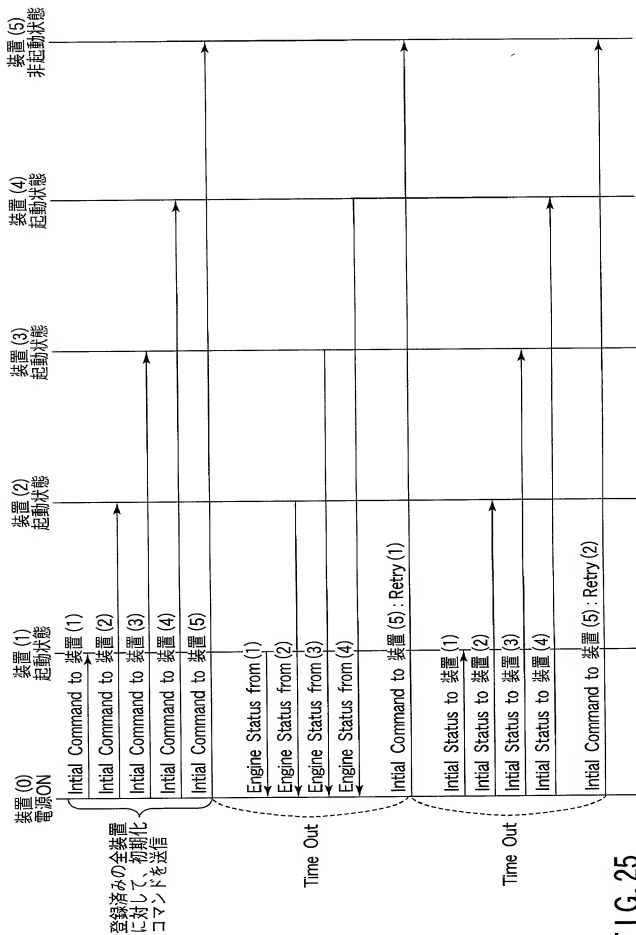 装置 (0)
電源ON
装置 (1)
起動状態
装置 (2)
起動状態
装置 (3)
起動状態
装置 (4)
起動状態
装置 (5)
非起動状態
登録済みの全装置
に対して、初期化
コマンドを送信
Intial Command to 装置 (1)
Intial Command to 装置 (2)
Intial Command to 装置 (3)
Intial Command to 装置 (4)
Intial Command to 装置 (5)
Time Out
Engine Status from (1)
Engine Status from (2)
Engine Status from (3)
Engine Status from (4)
Intial Command to 装置 (5) : Retry (1)
Time Out
Intial Status to 装置 (1)
Intial Status to 装置 (2)
Intial Status to 装置 (3)
Intial Status to 装置 (4)
Intial Command to 装置 (5) : Retry (2)
FIG. 25